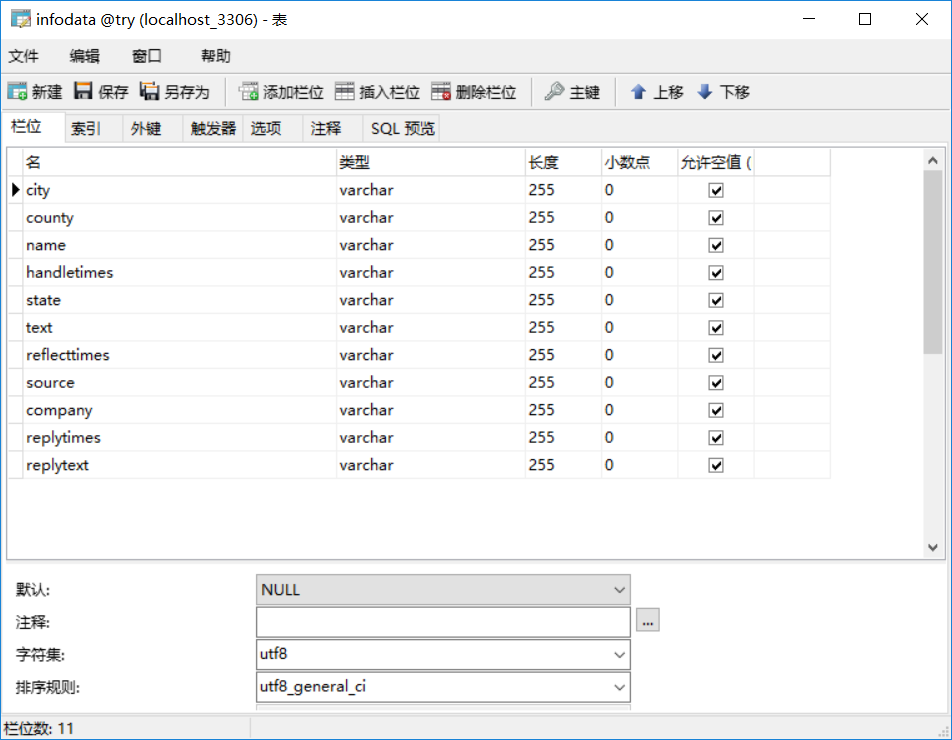 infodata @try (localhost_3306) - 表
文件 编辑 窗口 帮助
新建 保存 另存为 添加栏位 插入栏位 删除栏位 主键 上移 下移
栏位 索引 外键 触发器 选项 注释 SQL 预览
名 类型 长度 小数点 允许空值 (
city varchar 255 0
county varchar 255 0
name varchar 255 0
handletimes varchar 255 0
state varchar 255 0
text varchar 255 0
reflecttimes varchar 255 0
source varchar 255 0
company varchar 255 0
replytimes varchar 255 0
replytext varchar 255 0
默认: NULL
注释: ...
字符集: utf8
排序规则: utf8_general_ci
栏位数: 11